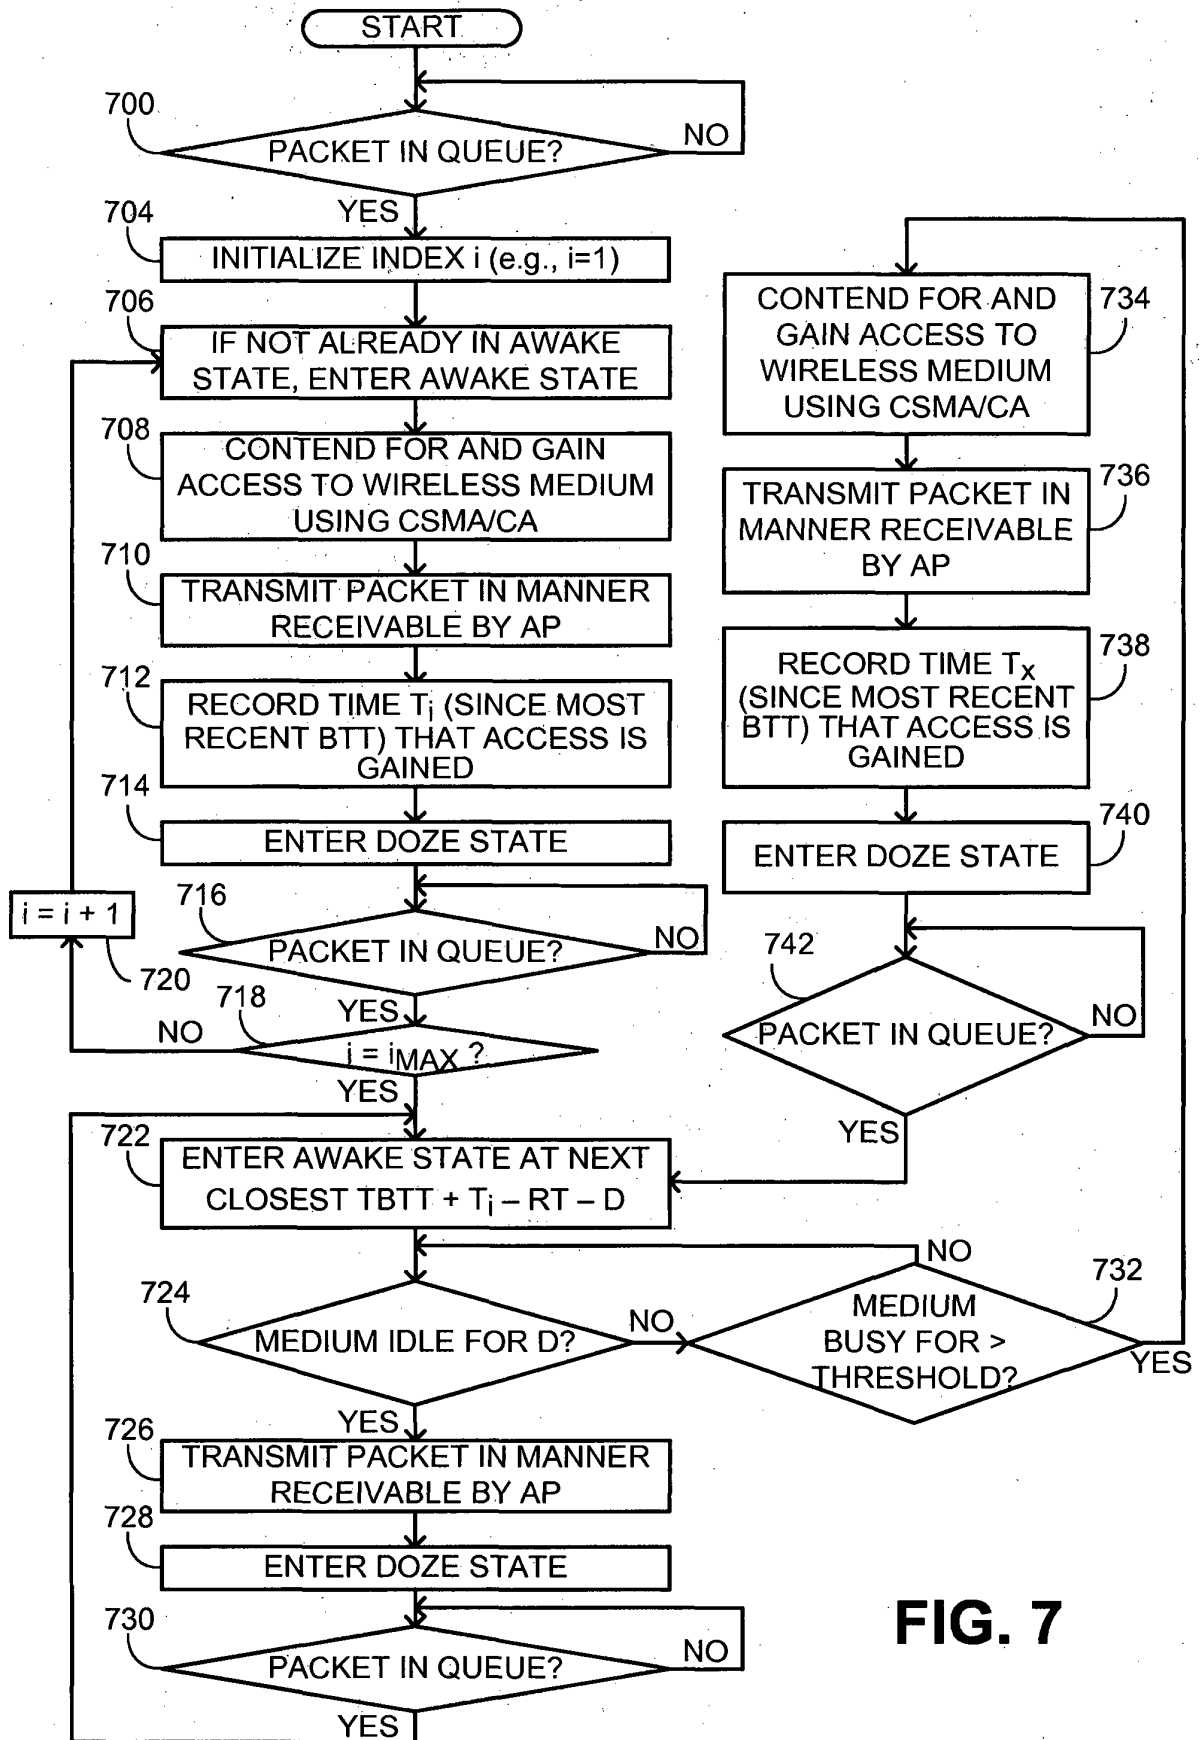 START
700
PACKET IN QUEUE?
NO
YES
704
INITIALIZE INDEX i (e.g., i=1)
706
IF NOT ALREADY IN AWAKE
STATE, ENTER AWAKE STATE
708
CONTEND FOR AND GAIN
ACCESS TO WIRELESS MEDIUM
USING CSMA/CA
710
TRANSMIT PACKET IN MANNER
RECEIVABLE BY AP
712
RECORD TIME Ti (SINCE MOST
RECENT BTT) THAT ACCESS IS
GAINED
714
ENTER DOZE STATE
716
PACKET IN QUEUE?
NO
YES
718
i = iMAX ?
NO
YES
i = i + 1
720
722
ENTER AWAKE STATE AT NEXT
CLOSEST TBTT + Ti – RT – D
724
MEDIUM IDLE FOR D?
NO
YES
726
TRANSMIT PACKET IN MANNER
RECEIVABLE BY AP
728
ENTER DOZE STATE
730
PACKET IN QUEUE?
NO
YES
732
MEDIUM
BUSY FOR >
THRESHOLD?
NO
YES
734
CONTEND FOR AND
GAIN ACCESS TO
WIRELESS MEDIUM
USING CSMA/CA
736
TRANSMIT PACKET IN
MANNER RECEIVABLE
BY AP
738
RECORD TIME Tx
(SINCE MOST RECENT
BTT) THAT ACCESS IS
GAINED
740
ENTER DOZE STATE
742
PACKET IN QUEUE?
NO
YES
FIG. 7